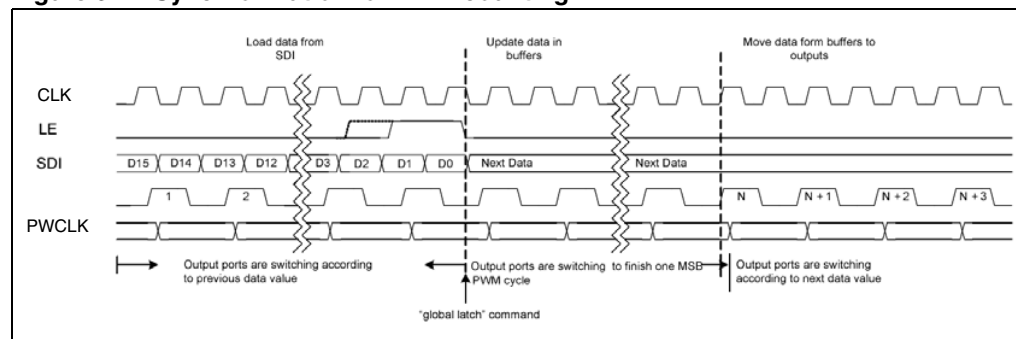 Load data from
SDI
Update data in
buffers
Move data form buffers to
outputs
CLK
LE
SDI
D15 D14 D13 D12 D3 D2 D1 D0 Next Data Next Data
1 2 N N + 1 N + 2 N + 3
PWCLK
Output ports are switching according
to previous data value
Output ports are switching to finish one MSB
PWM cycle
Output ports are switching
according to next data value
"global latch" command